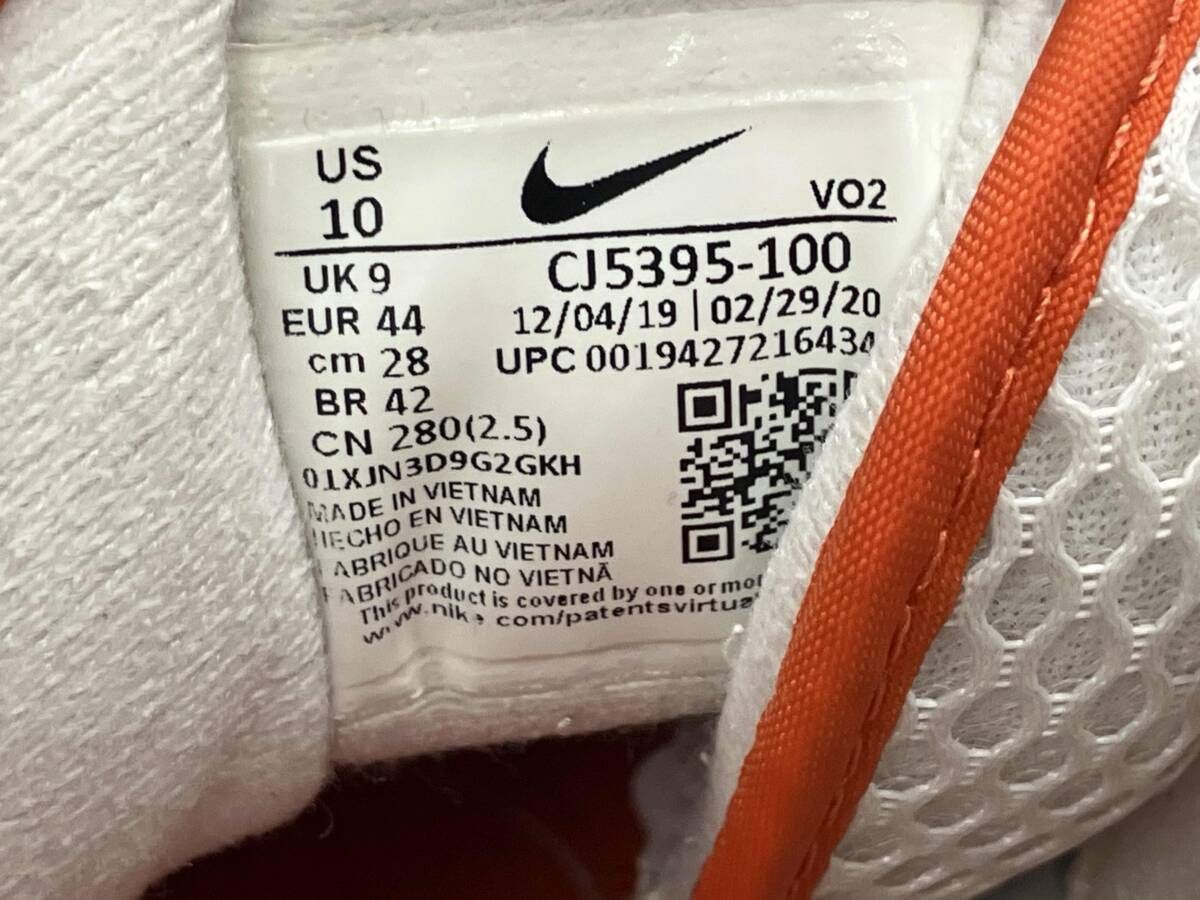 US
10
VO2
UK 9
CJ5395-100
EUR 44
12/04/19 | 02/29/20
cm 28
UPC 0019427216434
BR 42
CN 280(2.5)
01XJN3D9G2GKH
MADE IN VIETNAM
HECHO EN VIETNAM
FABRIQUE AU VIETNAM
FABRICADO NO VIETNÃ
This product is covered by one or mo
www.nike.com/patentsvirtua